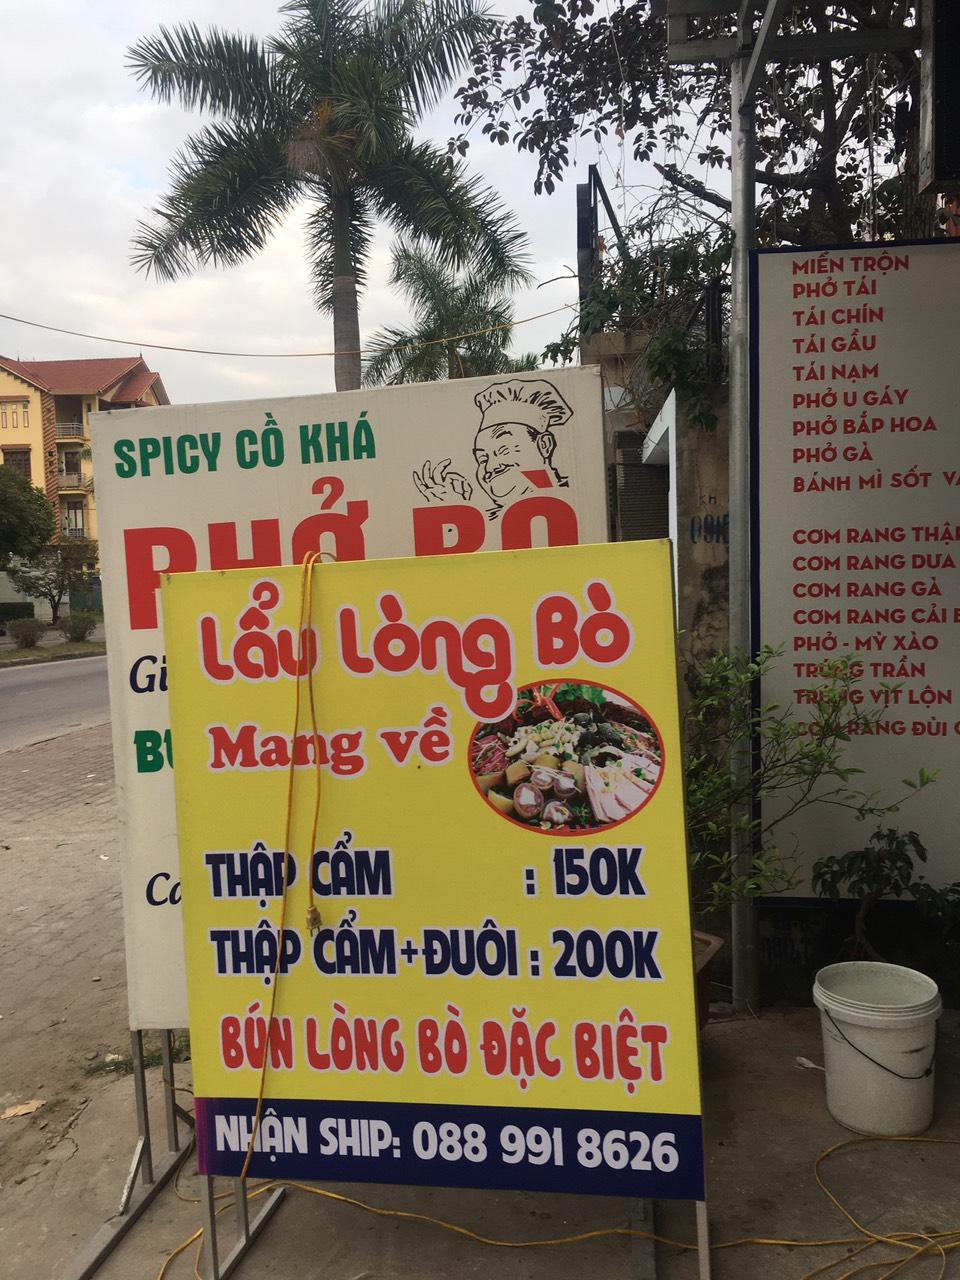 SPICY CỒ KHÁ
PHỞ BÒ
Lẩu Lòng Bò
Mang về
THẬP CẨM : 150K
THẬP CẨM+ĐUÔI : 200K
BÚN LÒNG BÒ ĐẶC BIỆT
NHẬN SHIP: 088 991 8626
MIẾN TRỘN
PHỞ TÁI
TÁI CHÍN
TÁI GẦU
TÁI NẠM
PHỞ U GÁY
PHỞ BẮP HOA
PHỞ GÀ
BÁNH MÌ SỐT
CƠM RANG
CƠM RANG DƯA
CƠM RANG GÀ
CƠM RANG CẢI
PHỞ - MỲ XÀO
TRỨNG TRẦN
TRỨNG VỊT LỘN
CƠM RANG ĐÙI